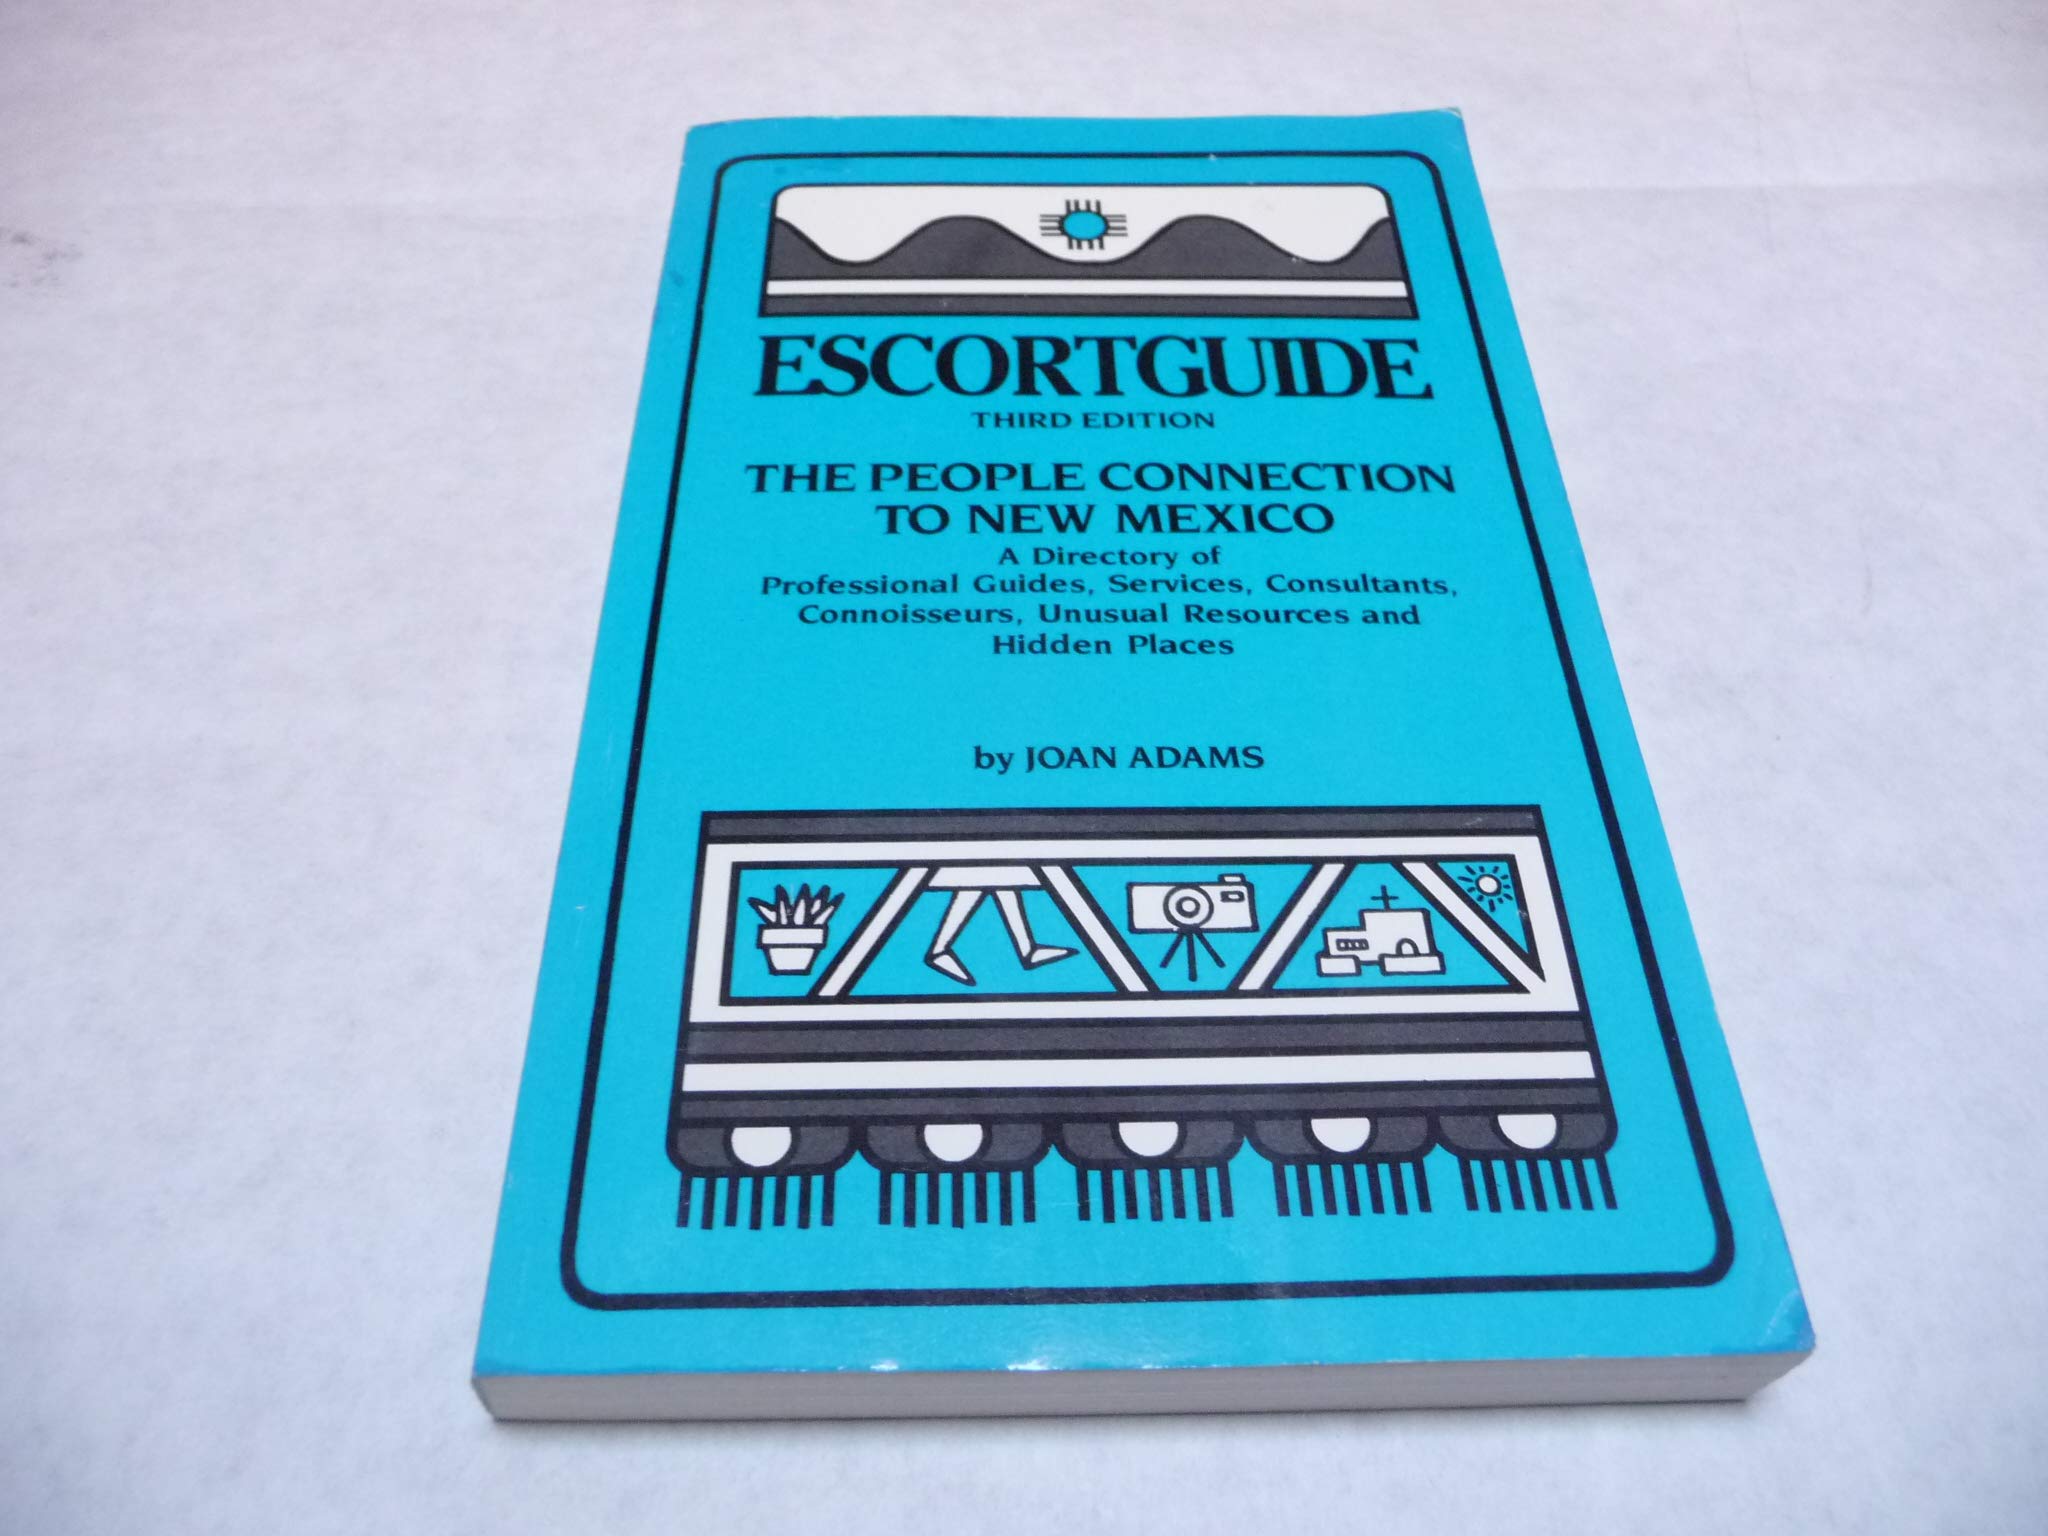 ESCORTGUIDE
THIRD EDITION
THE PEOPLE CONNECTION
TO NEW MEXICO
A Directory of
Professional Guides, Services, Consultants,
Connoisseurs, Unusual Resources and
Hidden Places
by JOAN ADAMS